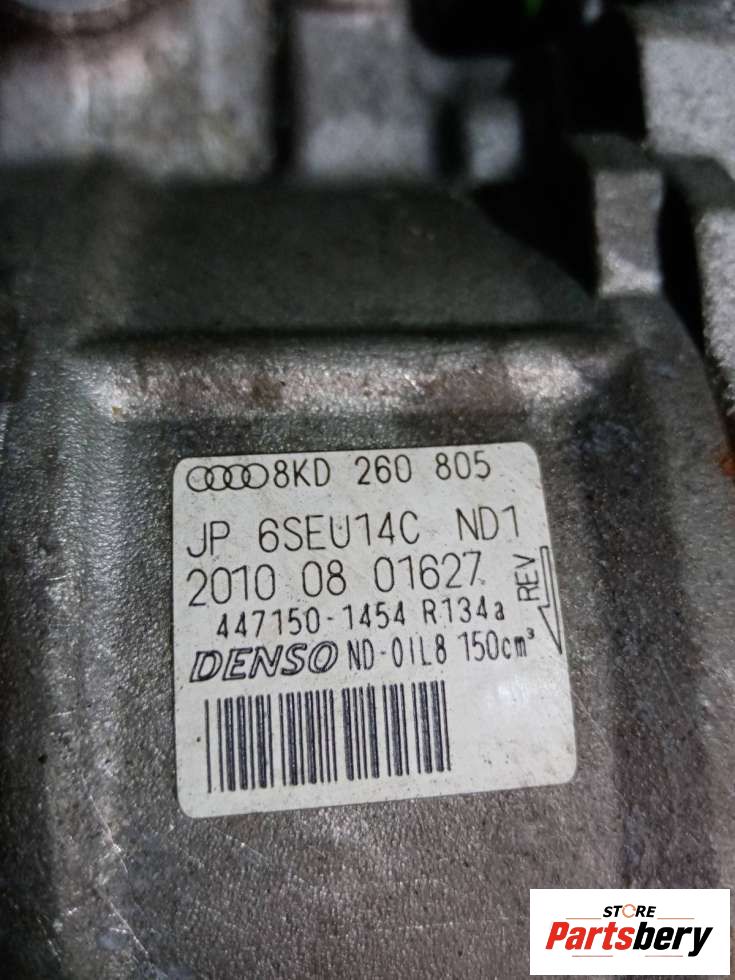 8KD 260 805
JP 6SEU14C ND1
2010 08 01627
REV
447150-1454 R134a
DENSO ND-OIL8 150cm³
STORE
Partsbery